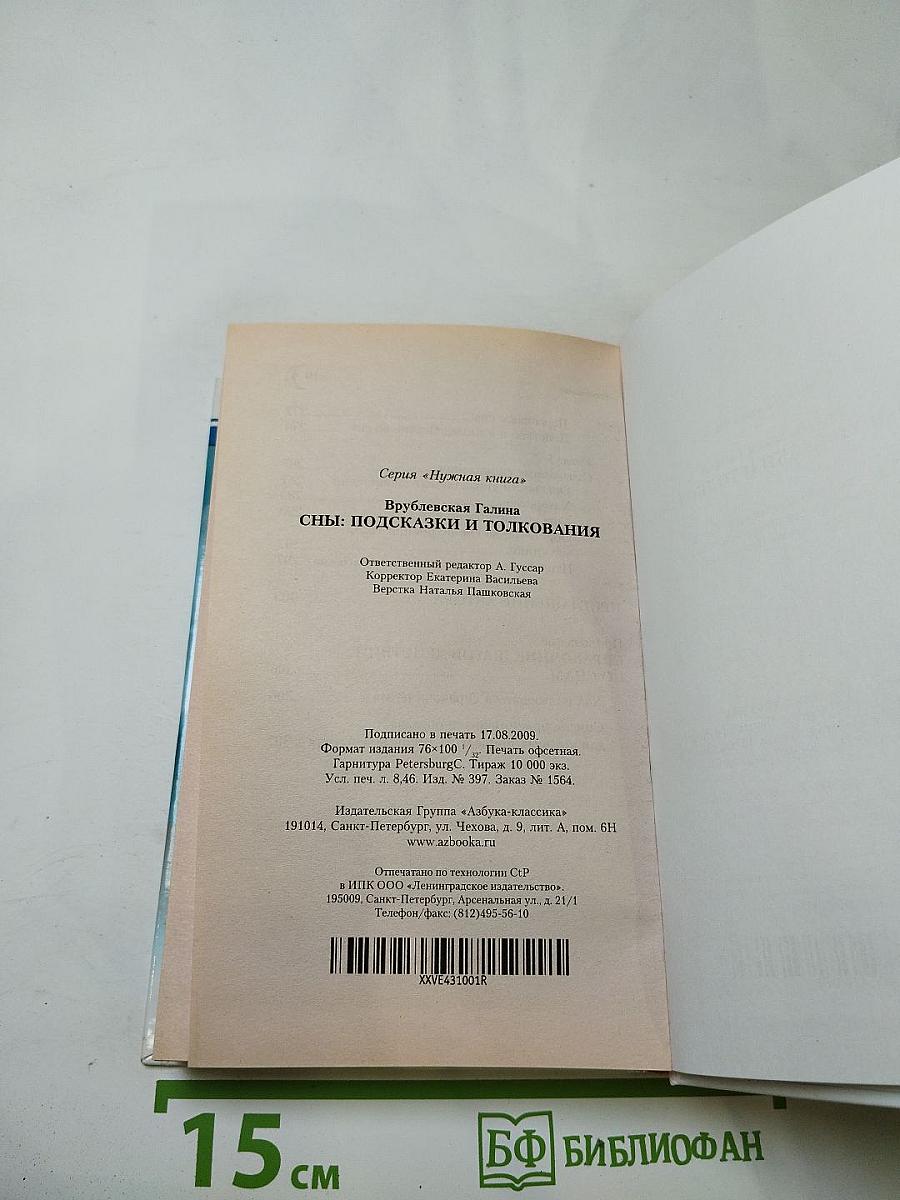 Серия «Нужная книга»
Врублевская Галина
СНЫ: ПОДСКАЗКИ И ТОЛКОВАНИЯ
Ответственный редактор А. Гуссар
Корректор Екатерина Васильева
Верстка Наталья Пашковская
Подписано в печать 17.08.2009.
Формат издания 76×100 1/32. Печать офсетная.
Гарнитура PetersburgC. Тираж 10 000 экз.
Усл. печ. л. 8,46. Изд. № 397. Заказ № 1564.
Издательская Группа «Азбука-классика»
191014, Санкт-Петербург, ул. Чехова, д. 9, лит. А, пом. 6Н
www.azbooka.ru
Отпечатано по технологии CtP
в ИПК ООО «Ленинградское издательство».
195009, Санкт-Петербург, Арсенальная ул., д. 21/1
Телефон/факс: (812)495-56-10
XXVE431001R
15 см
БФ БИБЛИОФАН